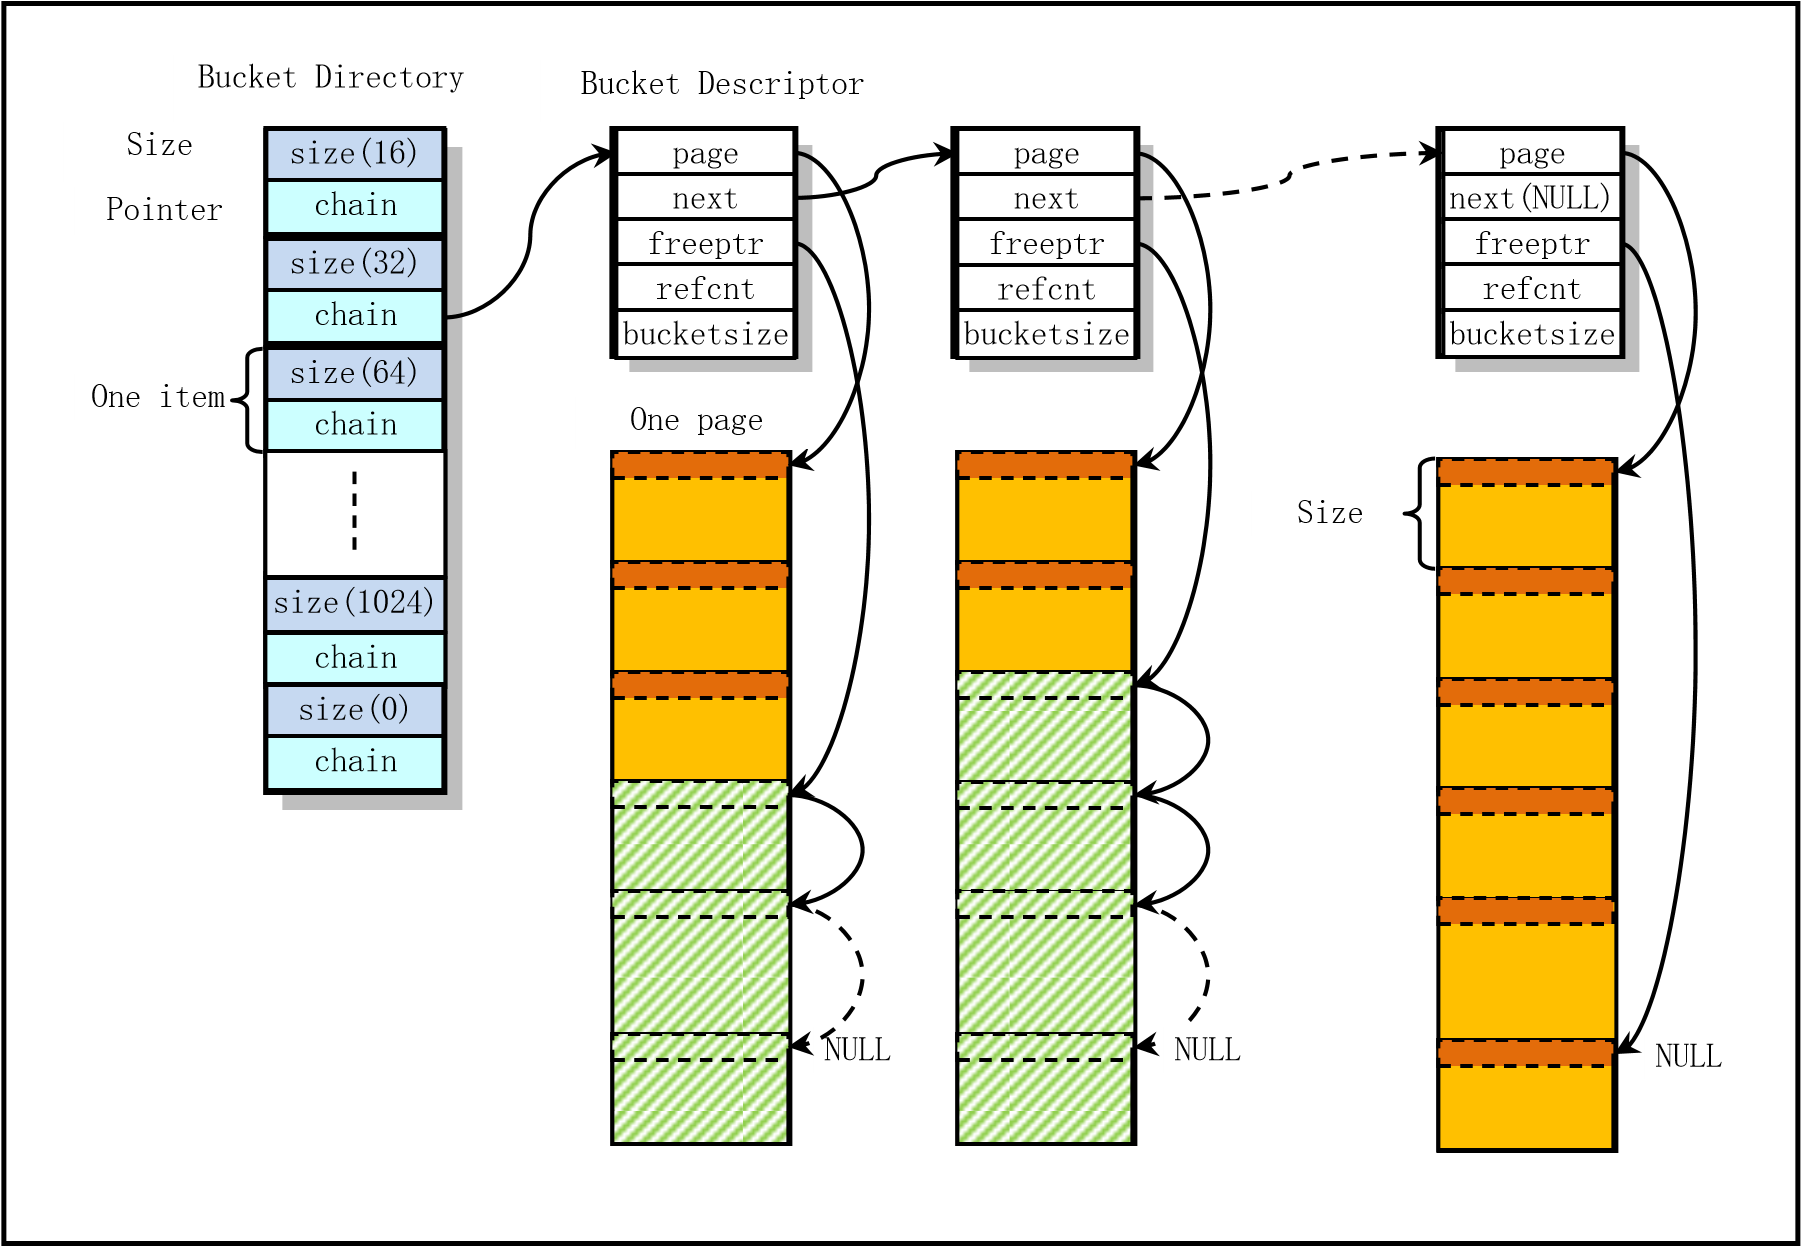 Bucket Directory
Size
Pointer
One item
size(16)
chain
size(32)
chain
size(64)
chain
size(1024)
chain
size(0)
chain
Bucket Descriptor
page
next
freeptr
refcnt
bucketsize
page
next
freeptr
refcnt
bucketsize
page
next(NULL)
freeptr
refcnt
bucketsize
One page
Size
NULL
NULL
NULL